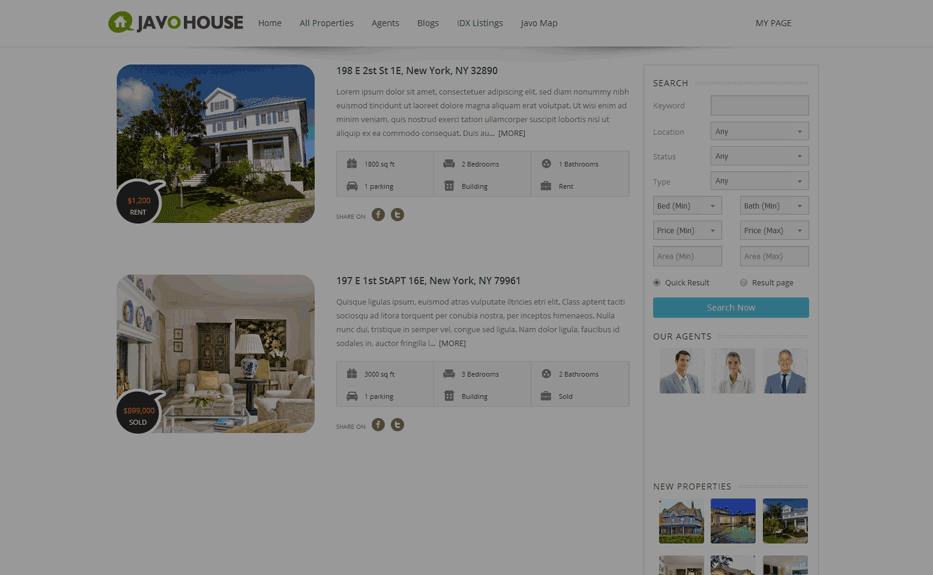 JAVO HOUSE
Home All Properties Agents Blogs IDX Listings Javo Map MY PAGE
198 E 2st St 1E, New York, NY 32890
Lorem ipsum dolor sit amet, consectetuer adipiscing elit, sed diam nonummy nibh
euismod tincidunt ut laoreet dolore magna aliquam erat volutpat. Ut wisi enim ad
minim veniam, quis nostrud exerci tation ullamcorper suscipit lobortis nisl ut
aliquip ex ea commodo consequat. Duis au... [MORE]
1800 sq ft 2 Bedrooms 1 Bathrooms
1 parking Building Rent
$1,200
RENT
SHARE ON
197 E 1st StAPT 16E, New York, NY 79961
Quisque ligulas ipsum, euismod atras vulputate iltricies etri elit. Class aptent taciti
sociosqu ad litora torquent per conubia nostra, per inceptos himenaeos. Nulla
nunc dui, tristique in semper vel, congue sed ligula. Nam dolor ligula, faucibus id
sodales in, auctor fringilla l... [MORE]
3000 sq ft 3 Bedrooms 2 Bathrooms
1 parking Building Sold
$899,000
SOLD
SHARE ON
SEARCH
Keyword
Location Any
Status Any
Type Any
Bed (Min) Bath (Min)
Price (Min) Price (Max)
Area (Min) Area (Max)
Quick Result Result page
Search Now
OUR AGENTS
NEW PROPERTIES